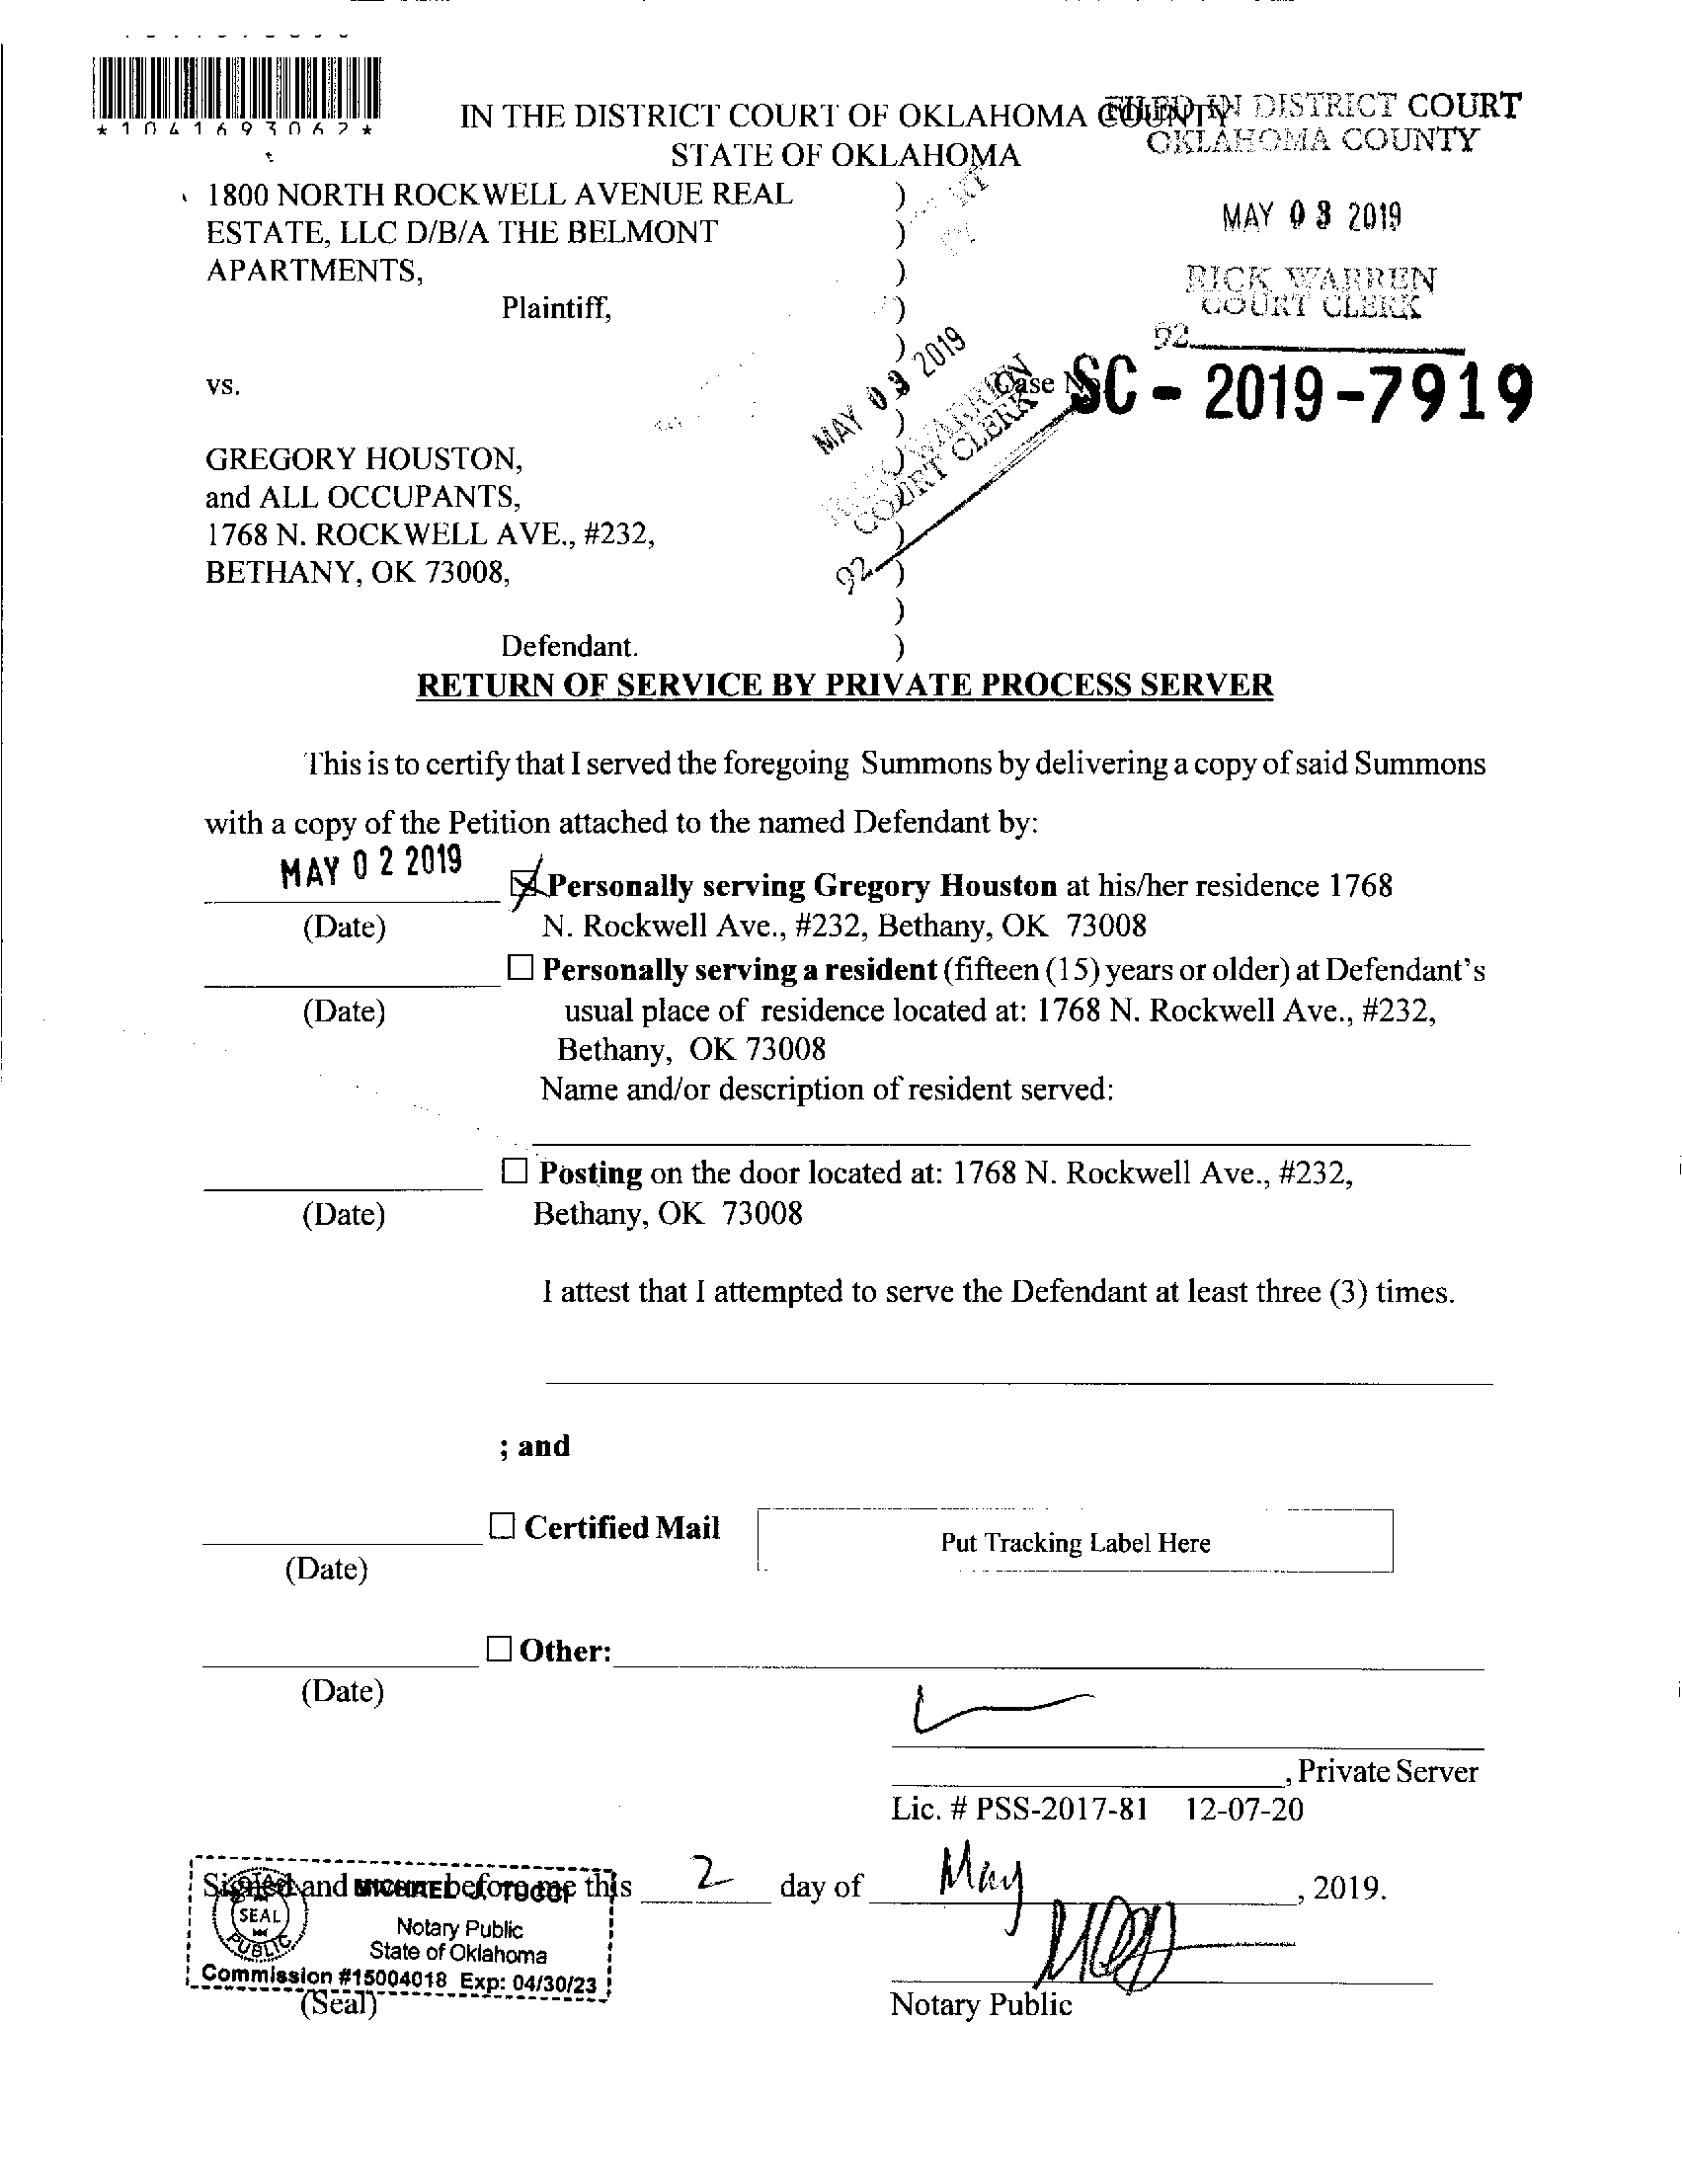 *1041693062*
IN THE DISTRICT COURT OF OKLAHOMA COUNTY
STATE OF OKLAHOMA
FILED IN DISTRICT COURT
OKLAHOMA COUNTY
MAY 03 2019
RICK WARREN
COURT CLERK
92
1800 NORTH ROCKWELL AVENUE REAL )
ESTATE, LLC D/B/A THE BELMONT )
APARTMENTS, )
Plaintiff, )
)
vs. ) Case No.
SC - 2019 - 7919
MAY 03 2019
RICK WARREN
COURT CLERK
92
GREGORY HOUSTON, )
and ALL OCCUPANTS,
1768 N. ROCKWELL AVE., #232, )
BETHANY, OK 73008, )
)
Defendant. )
RETURN OF SERVICE BY PRIVATE PROCESS SERVER
This is to certify that I served the foregoing Summons by delivering a copy of said Summons
with a copy of the Petition attached to the named Defendant by:
MAY 02 2019
Personally serving Gregory Houston at his/her residence 1768
(Date) N. Rockwell Ave., #232, Bethany, OK 73008
☐ Personally serving a resident (fifteen (15) years or older) at Defendant's
(Date) usual place of residence located at: 1768 N. Rockwell Ave., #232,
Bethany, OK 73008
Name and/or description of resident served:
☐ Posting on the door located at: 1768 N. Rockwell Ave., #232,
(Date) Bethany, OK 73008
I attest that I attempted to serve the Defendant at least three (3) times.
; and
☐ Certified Mail Put Tracking Label Here
(Date)
☐ Other:
(Date)
, Private Server
Lic. # PSS-2017-81 12-07-20
Signed and sworn before me this 2 day of May, 2019.
MICHAEL J. TUCCI
SEAL
PUBLIC
Notary Public
State of Oklahoma
Commission #15004018 Exp: 04/30/23
(Seal) Notary Public